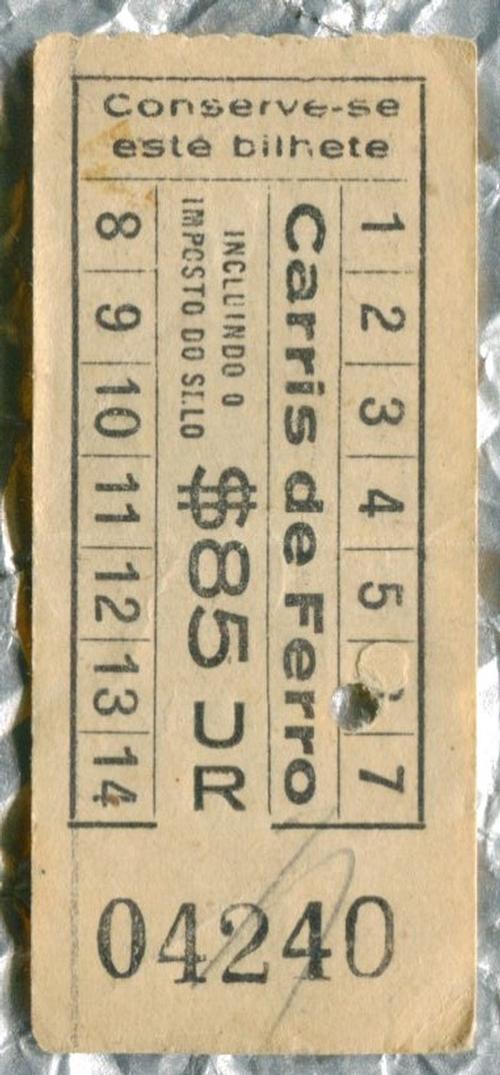 Conserve-se
este bilhete
1 2 3 4 5 7
Carris de Ferro
INCLUINDO O
IMPOSTO DO SELLO
$85 UR
8 9 10 11 12 13 14
04240